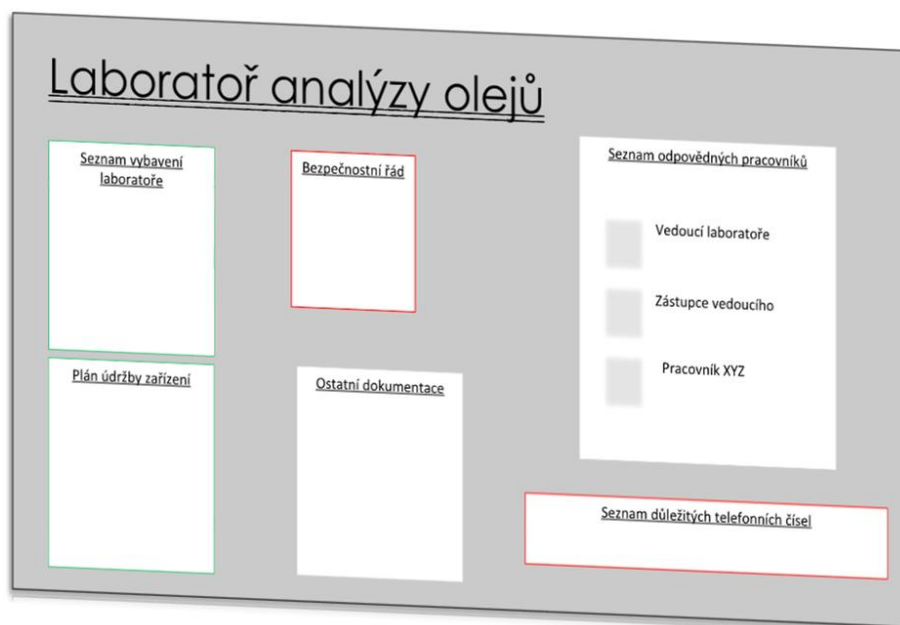 Laboratoř analýzy olejů
Seznam vybavení
laboratoře
Bezpečnostní řád
Seznam odpovědných pracovníků
Vedoucí laboratoře
Zástupce vedoucího
Pracovník XYZ
Plán údržby zařízení
Ostatní dokumentace
Seznam důležitých telefonních čísel